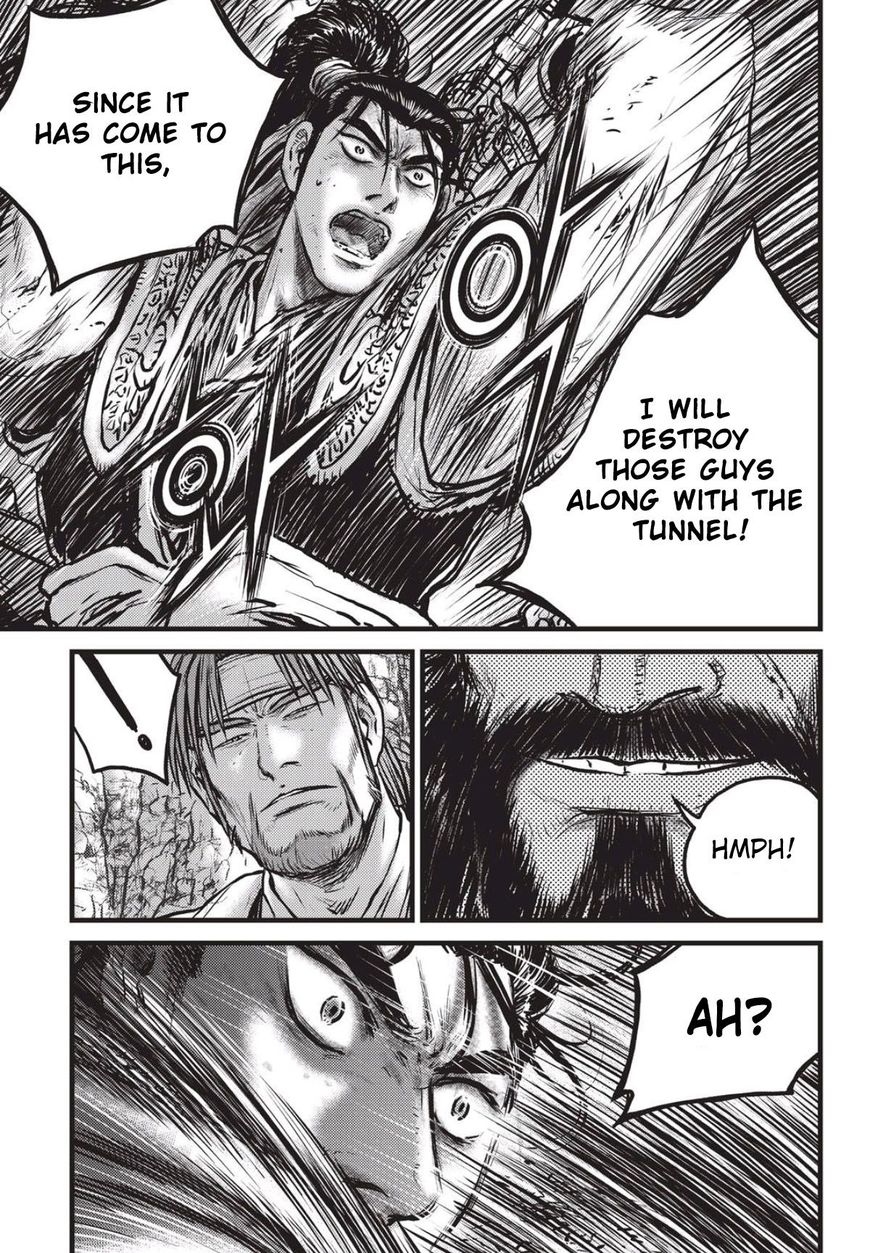 SINCE IT
HAS COME TO
THIS,
I WILL
DESTROY
THOSE GUYS
ALONG WITH THE
TUNNEL!
HMPH!
!
AH?